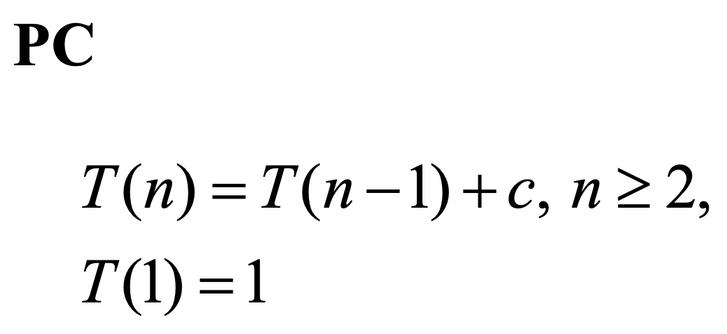 PC
T(n) = T(n−1) + c, n ≥ 2,
T(1) = 1